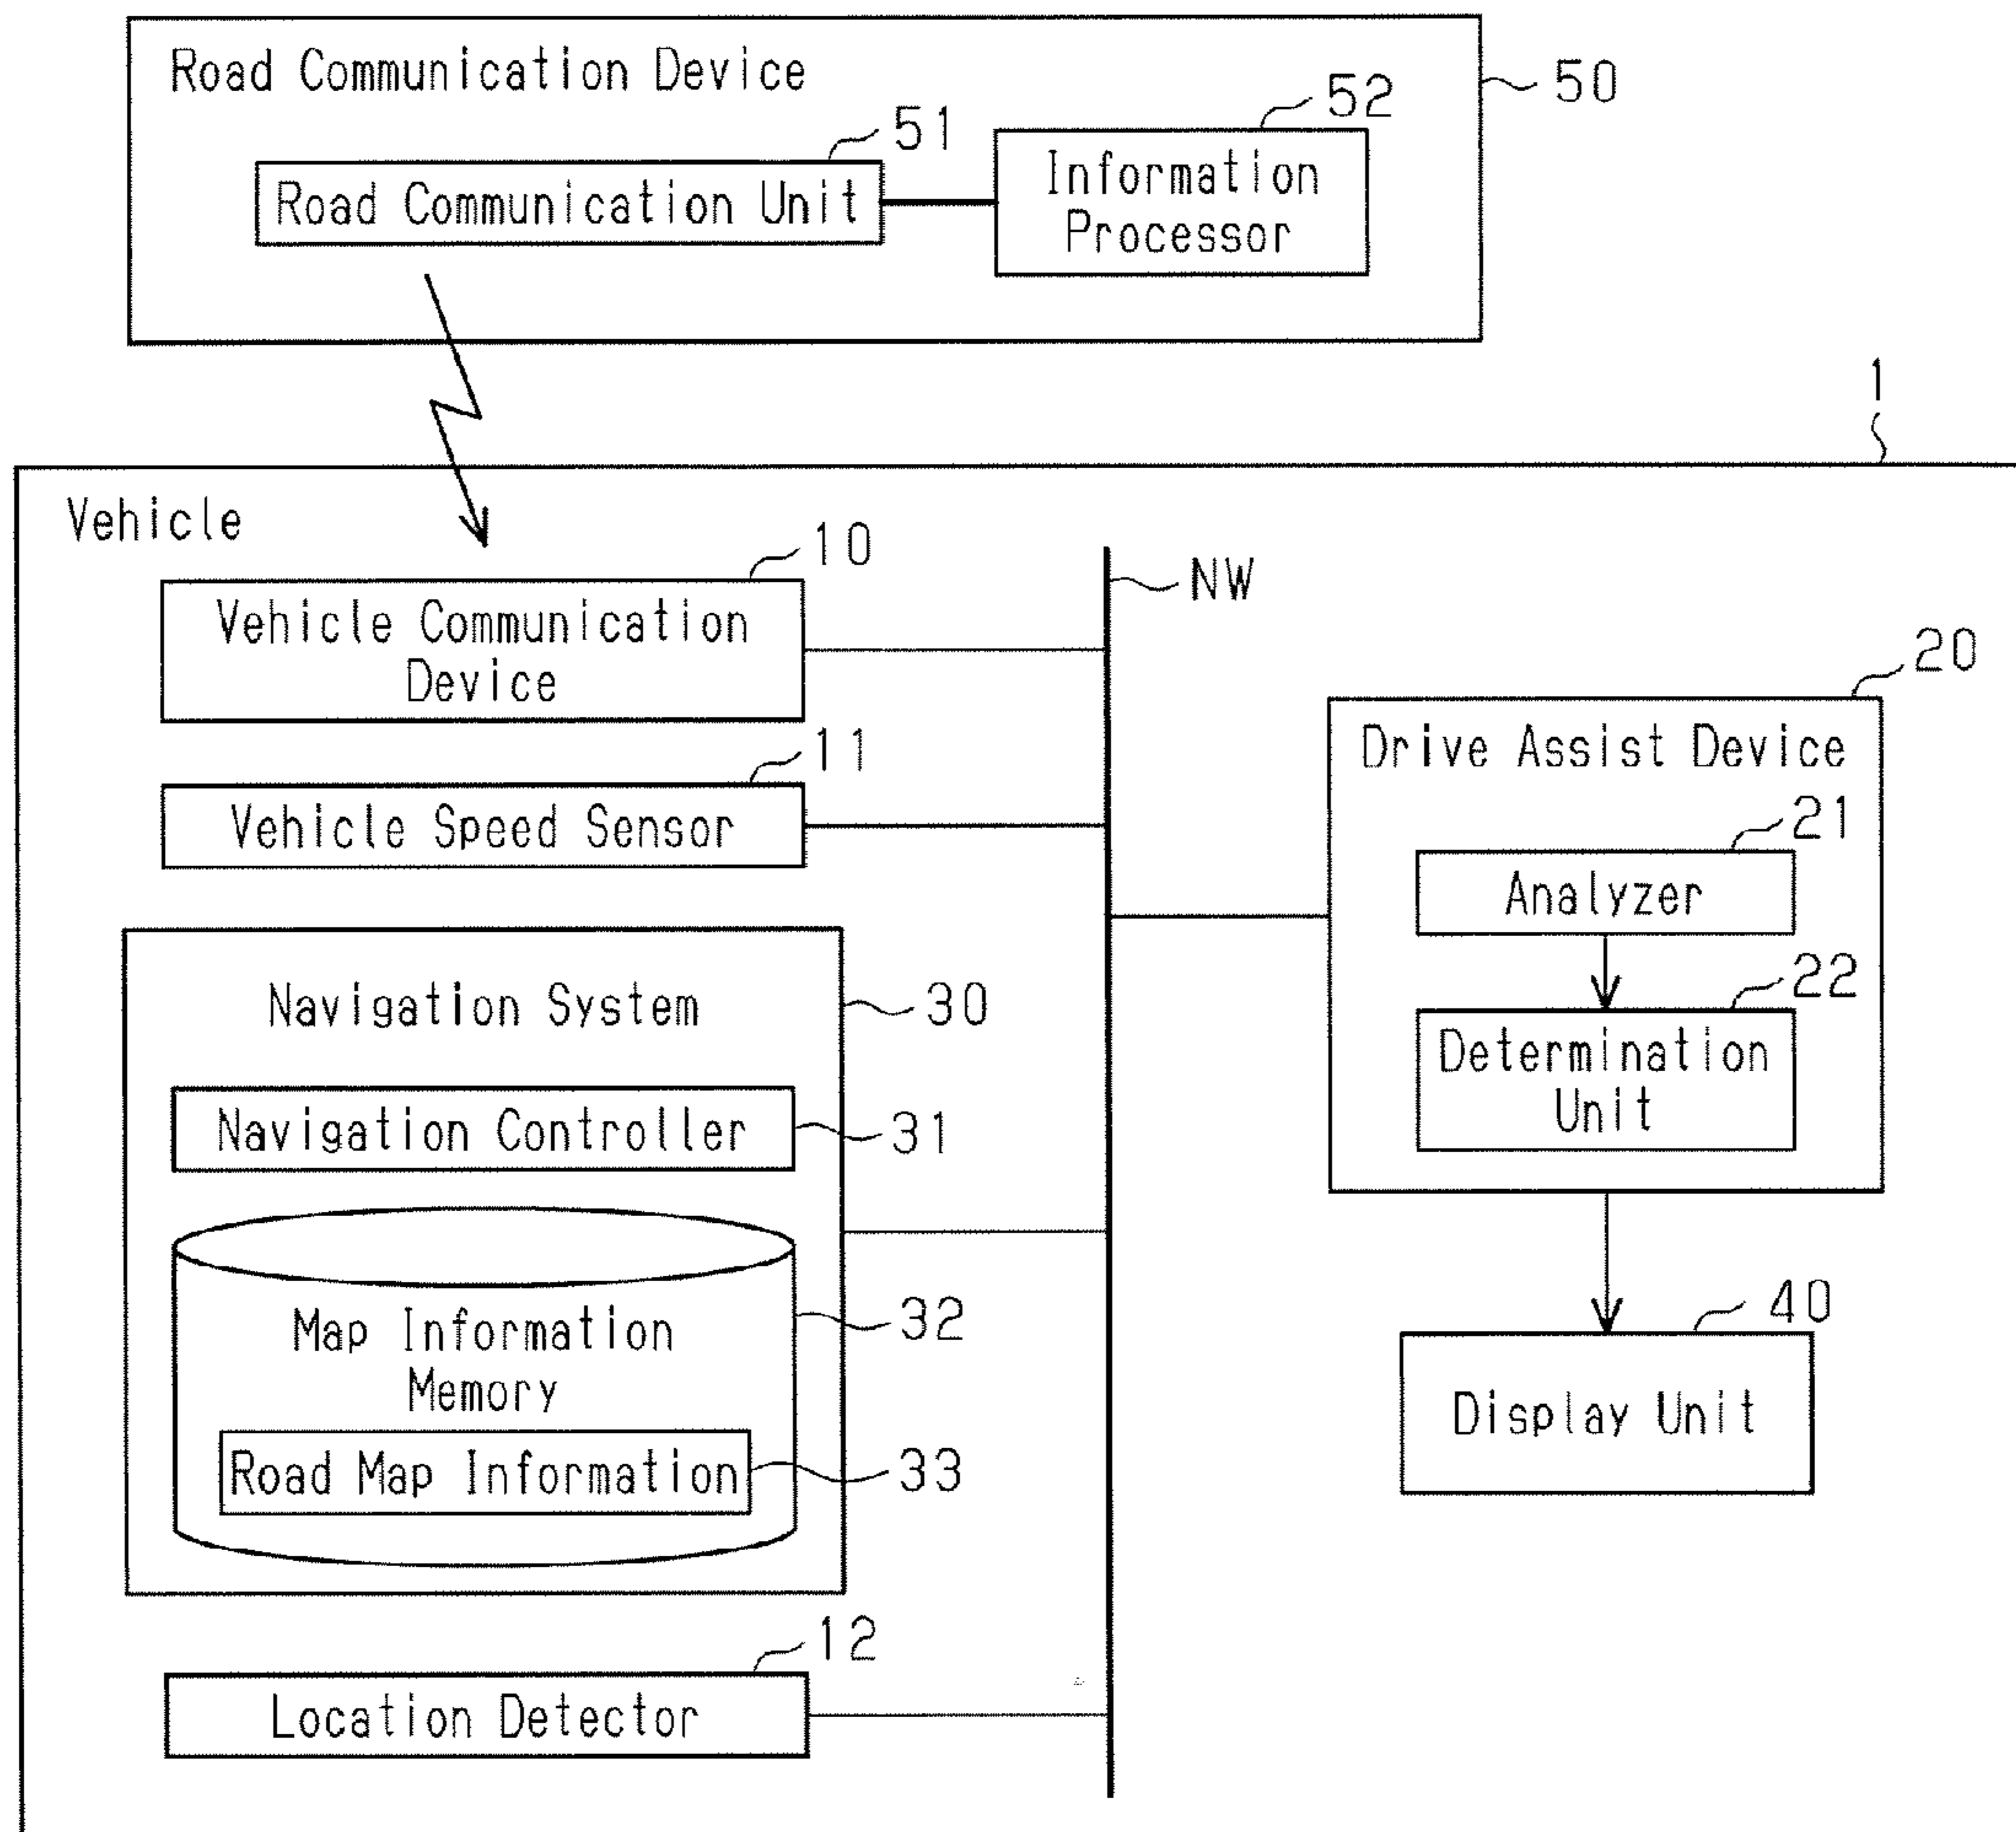 Road Communication Device
50
52
51
Information
Processor
Road Communication Unit
1
Vehicle
10
NW
Vehicle Communication
Device
20
Drive Assist Device
11
Vehicle Speed Sensor
21
Analyzer
22
Determination
Unit
Navigation System
30
Navigation Controller
31
Map Information
Memory
32
Road Map Information
33
40
Display Unit
12
Location Detector